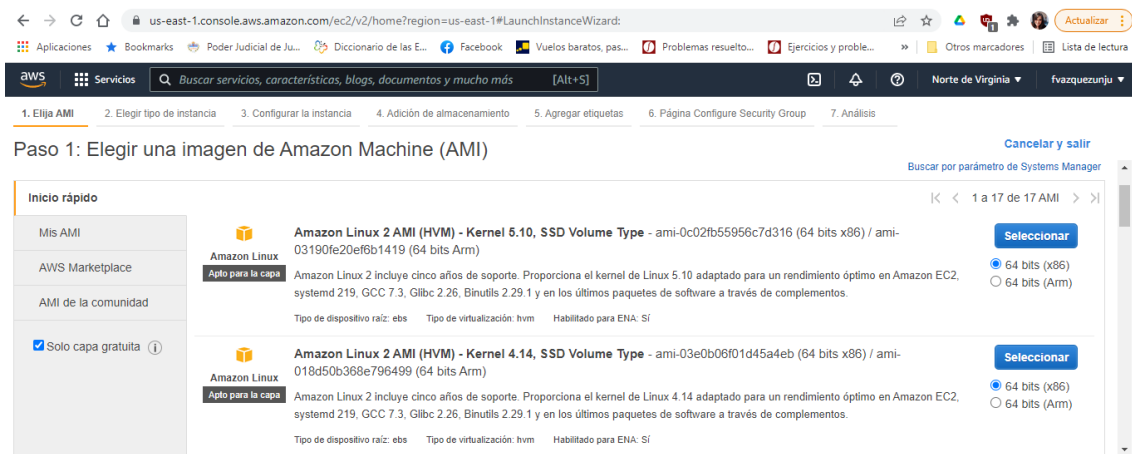 us-east-1.console.aws.amazon.com/ec2/v2/home?region=us-east-1#LaunchInstanceWizard:
Actualizar
Aplicaciones Bookmarks Poder Judicial de Ju... Diccionario de las E... Facebook Vuelos baratos, pas... Problemas resuelto... Ejercicios y proble... » Otros marcadores Lista de lectura
aws Servicios Buscar servicios, características, blogs, documentos y mucho más [Alt+S] Norte de Virginia fvazquezunju
1. Elija AMI 2. Elegir tipo de instancia 3. Configurar la instancia 4. Adición de almacenamiento 5. Agregar etiquetas 6. Página Configure Security Group 7. Análisis
Paso 1: Elegir una imagen de Amazon Machine (AMI)
Cancelar y salir
Buscar por parámetro de Systems Manager
Inicio rápido
1 a 17 de 17 AMI
Mis AMI
AWS Marketplace
AMI de la comunidad
Solo capa gratuita
Amazon Linux
Apto para la capa
Amazon Linux 2 AMI (HVM) - Kernel 5.10, SSD Volume Type - ami-0c02fb55956c7d316 (64 bits x86) / ami-
03190fe20ef6b1419 (64 bits Arm)
Amazon Linux 2 incluye cinco años de soporte. Proporciona el kernel de Linux 5.10 adaptado para un rendimiento óptimo en Amazon EC2,
systemd 219, GCC 7.3, Glibc 2.26, Binutils 2.29.1 y en los últimos paquetes de software a través de complementos.
Tipo de dispositivo raíz: ebs Tipo de virtualización: hvm Habilitado para ENA: Sí
Seleccionar
64 bits (x86)
64 bits (Arm)
Amazon Linux
Apto para la capa
Amazon Linux 2 AMI (HVM) - Kernel 4.14, SSD Volume Type - ami-03e0b06f01d45a4eb (64 bits x86) / ami-
018d50b368e796499 (64 bits Arm)
Amazon Linux 2 incluye cinco años de soporte. Proporciona el kernel de Linux 4.14 adaptado para un rendimiento óptimo en Amazon EC2,
systemd 219, GCC 7.3, Glibc 2.26, Binutils 2.29.1 y en los últimos paquetes de software a través de complementos.
Tipo de dispositivo raíz: ebs Tipo de virtualización: hvm Habilitado para ENA: Sí
Seleccionar
64 bits (x86)
64 bits (Arm)